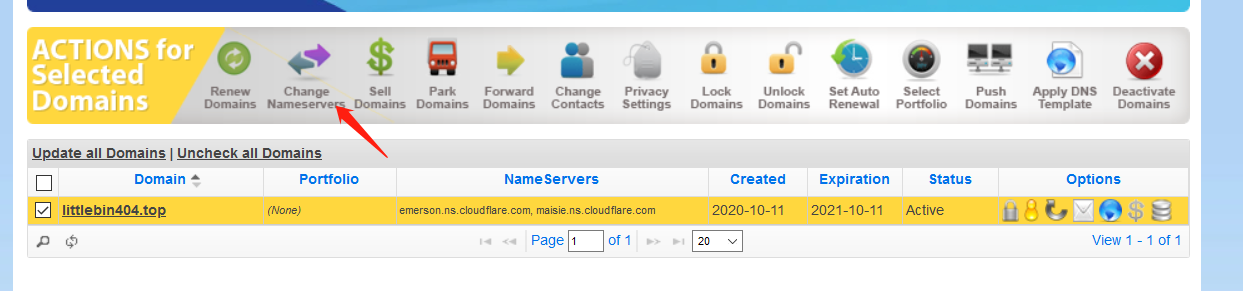 ACTIONS for
Selected
Domains
Renew
Domains
Change
Nameservers
Sell
Domains
Park
Domains
Forward
Domains
Change
Contacts
Privacy
Settings
Lock
Domains
Unlock
Domains
Set Auto
Renewal
Select
Portfolio
Push
Domains
Apply DNS
Template
Deactivate
Domains
Update all Domains | Uncheck all Domains
Domain Portfolio NameServers Created Expiration Status Options
littlebin404.top (None) emerson.ns.cloudflare.com, maisie.ns.cloudflare.com 2020-10-11 2021-10-11 Active
Page 1 of 1 20 View 1 - 1 of 1